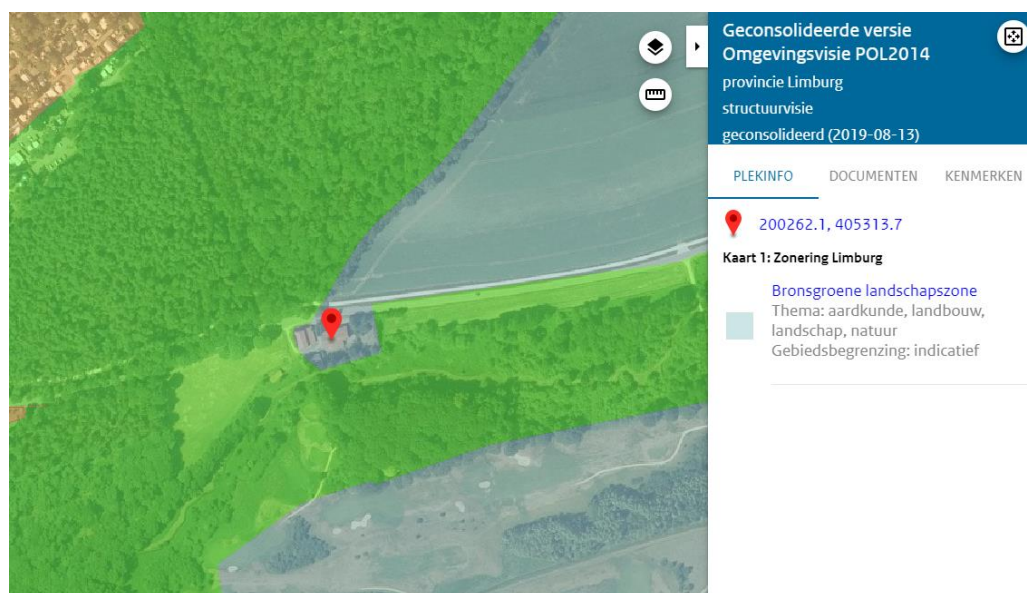 Geconsolideerde versie
Omgevingsvisie POL2014
provincie Limburg
structuurvisie
geconsolideerd (2019-08-13)
PLEKINFO DOCUMENTEN KENMERKEN
200262.1, 405313.7
Kaart 1: Zonering Limburg
Bronsgroene landschapszone
Thema: aardkunde, landbouw,
landschap, natuur
Gebiedsbegrenzing: indicatief